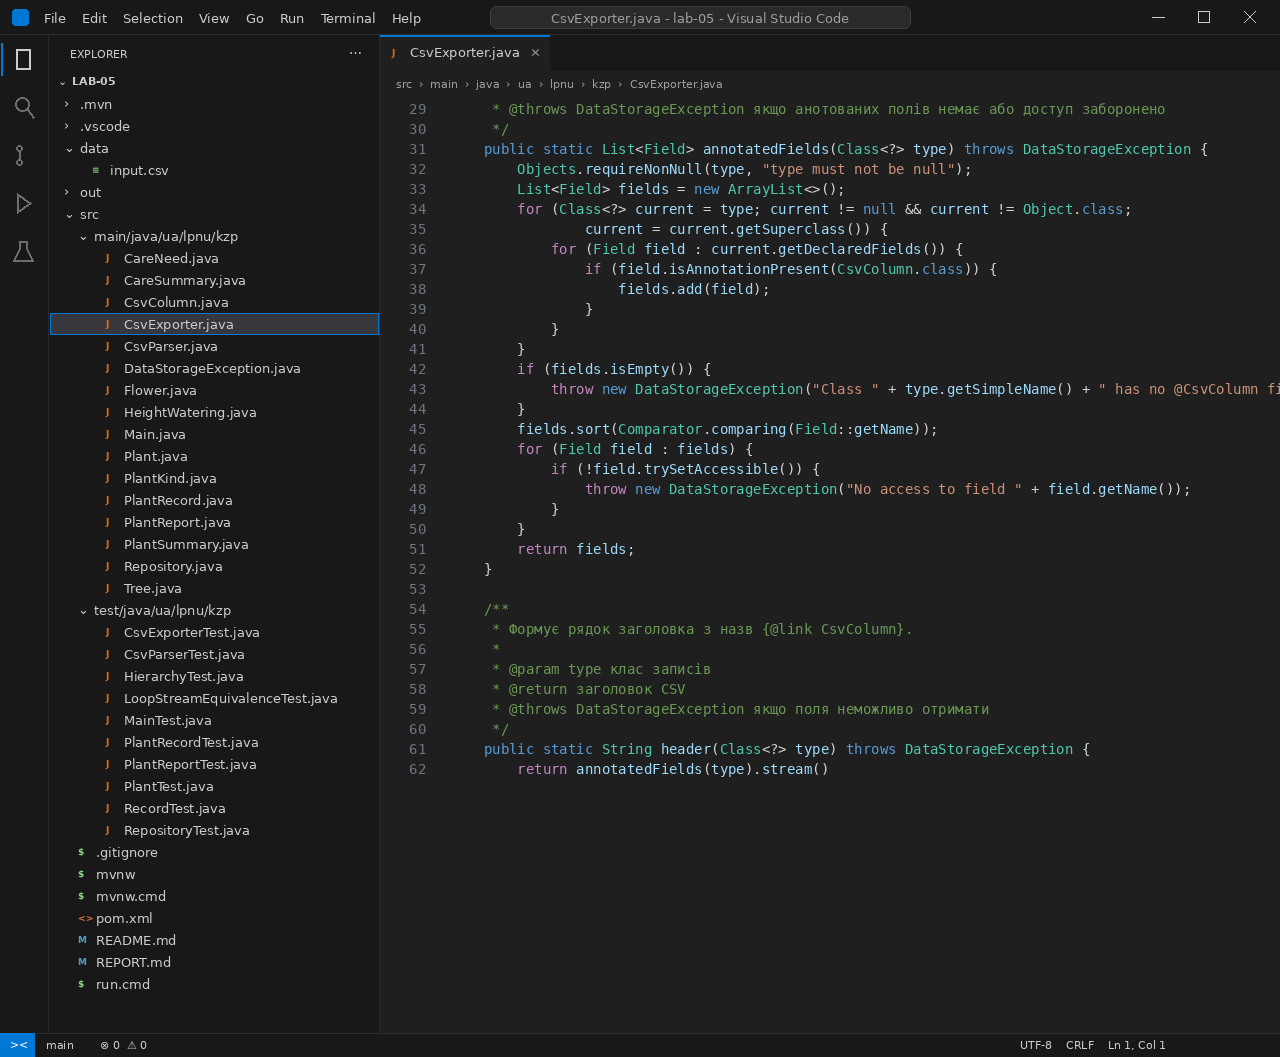 File Edit Selection View Go Run Terminal Help
CsvExporter.java - lab-05 - Visual Studio Code
EXPLORER ···
LAB-05
.mvn
.vscode
data
input.csv
out
src
main/java/ua/lpnu/kzp
J CareNeed.java
J CareSummary.java
J CsvColumn.java
J CsvExporter.java
J CsvParser.java
J DataStorageException.java
J Flower.java
J HeightWatering.java
J Main.java
J Plant.java
J PlantKind.java
J PlantRecord.java
J PlantReport.java
J PlantSummary.java
J Repository.java
J Tree.java
test/java/ua/lpnu/kzp
J CsvExporterTest.java
J CsvParserTest.java
J HierarchyTest.java
J LoopStreamEquivalenceTest.java
J MainTest.java
J PlantRecordTest.java
J PlantReportTest.java
J PlantTest.java
J RecordTest.java
J RepositoryTest.java
$ .gitignore
$ mvnw
$ mvnw.cmd
<> pom.xml
M README.md
M REPORT.md
$ run.cmd
J CsvExporter.java ×
src › main › java › ua › lpnu › kzp › CsvExporter.java
29 * @throws DataStorageException якщо анотованих полів немає або доступ заборонено
30 */
31 public static List<Field> annotatedFields(Class<?> type) throws DataStorageException {
32 Objects.requireNonNull(type, "type must not be null");
33 List<Field> fields = new ArrayList<>();
34 for (Class<?> current = type; current != null && current != Object.class;
35 current = current.getSuperclass()) {
36 for (Field field : current.getDeclaredFields()) {
37 if (field.isAnnotationPresent(CsvColumn.class)) {
38 fields.add(field);
39 }
40 }
41 }
42 if (fields.isEmpty()) {
43 throw new DataStorageException("Class " + type.getSimpleName() + " has no @CsvColumn fi
44 }
45 fields.sort(Comparator.comparing(Field::getName));
46 for (Field field : fields) {
47 if (!field.trySetAccessible()) {
48 throw new DataStorageException("No access to field " + field.getName());
49 }
50 }
51 return fields;
52 }
53
54 /**
55 * Формує рядок заголовка з назв {@link CsvColumn}.
56 *
57 * @param type клас записів
58 * @return заголовок CSV
59 * @throws DataStorageException якщо поля неможливо отримати
60 */
61 public static String header(Class<?> type) throws DataStorageException {
62 return annotatedFields(type).stream()
>< main ⊗ 0 ⚠ 0 UTF-8 CRLF Ln 1, Col 1